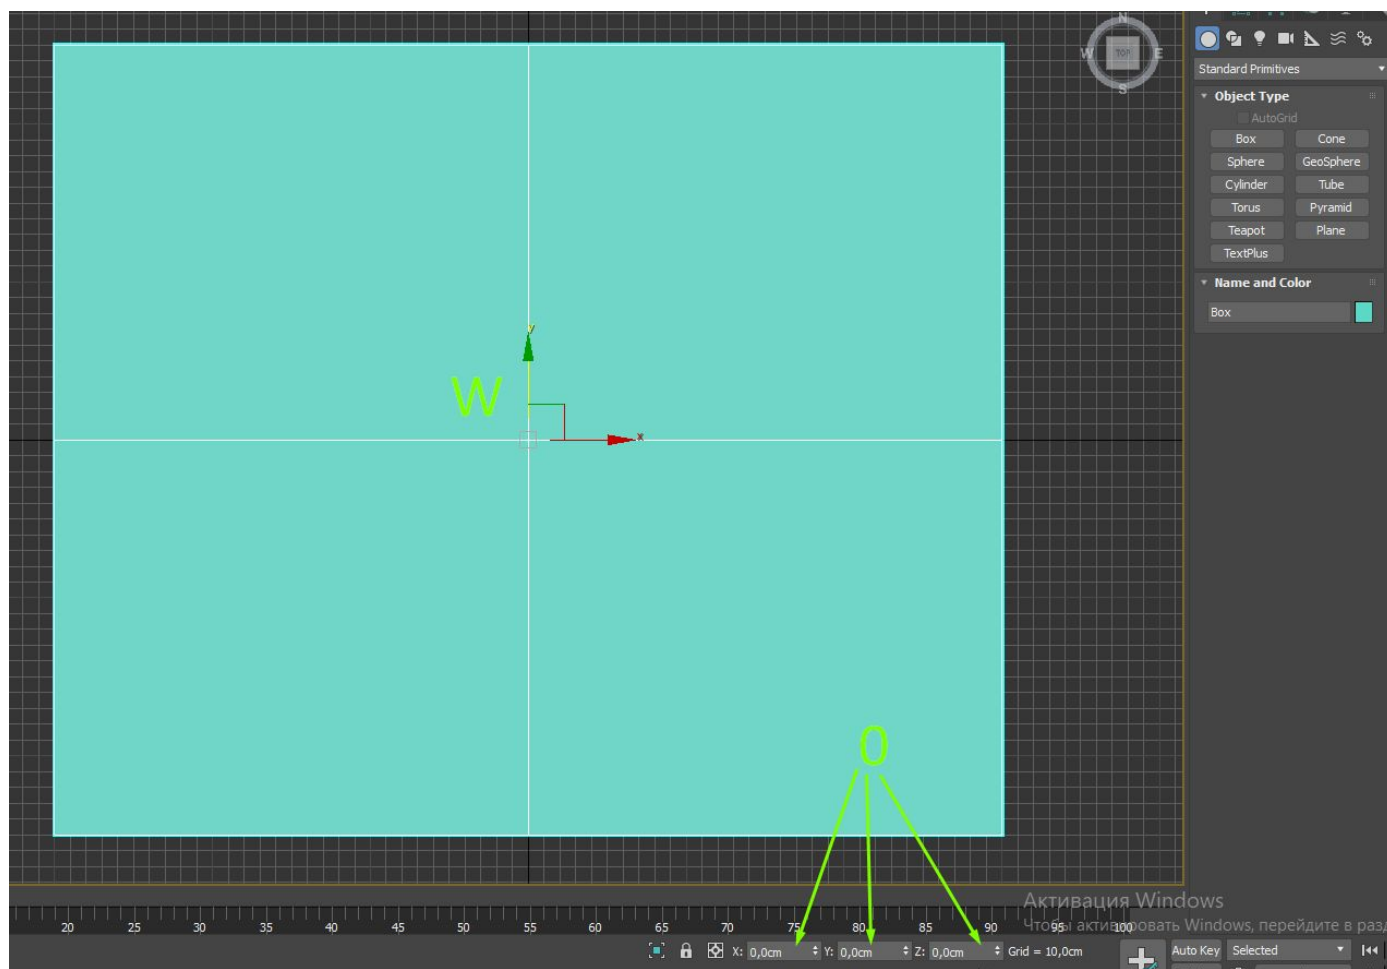 N
W TOP E
S
Standard Primitives
Object Type
AutoGrid
Box Cone
Sphere GeoSphere
Cylinder Tube
Torus Pyramid
Teapot Plane
TextPlus
Name and Color
Box
y
W
x
0
Активация Windows
Чтобы активировать Windows, перейдите в раз
20 25 30 35 40 45 50 55 60 65 70 75 80 85 90 95 100
X: 0,0cm Y: 0,0cm Z: 0,0cm Grid = 10,0cm
Auto Key Selected